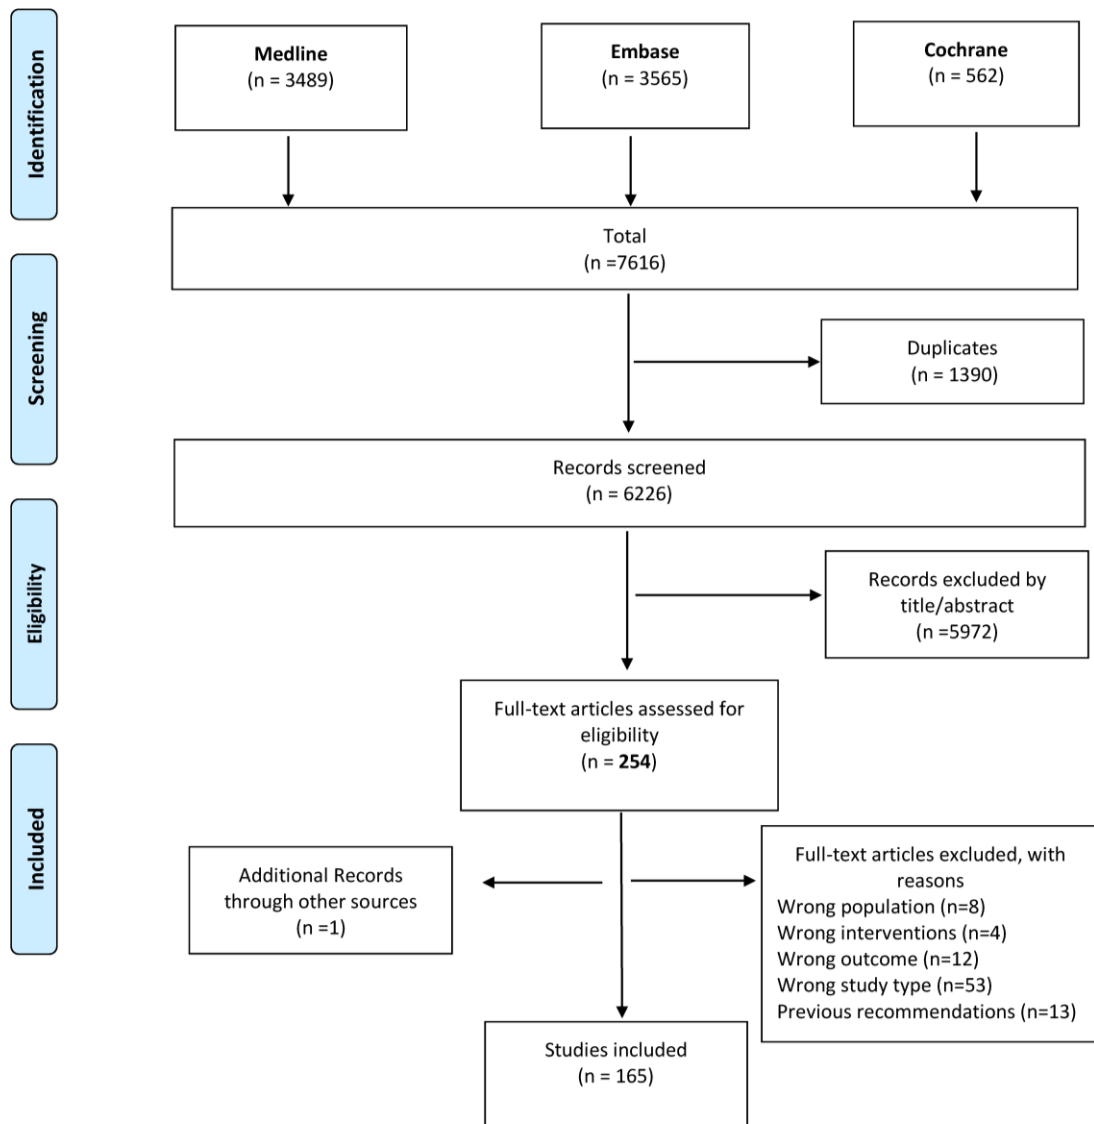 Identification
Medline
(n = 3489)
Embase
(n = 3565)
Cochrane
(n = 562)
Total
(n =7616)
Screening
Duplicates
(n = 1390)
Records screened
(n = 6226)
Eligibility
Records excluded by
title/abstract
(n =5972)
Full-text articles assessed for
eligibility
(n = 254)
Included
Additional Records
through other sources
(n =1)
Full-text articles excluded, with
reasons
Wrong population (n=8)
Wrong interventions (n=4)
Wrong outcome (n=12)
Wrong study type (n=53)
Previous recommendations (n=13)
Studies included
(n = 165)